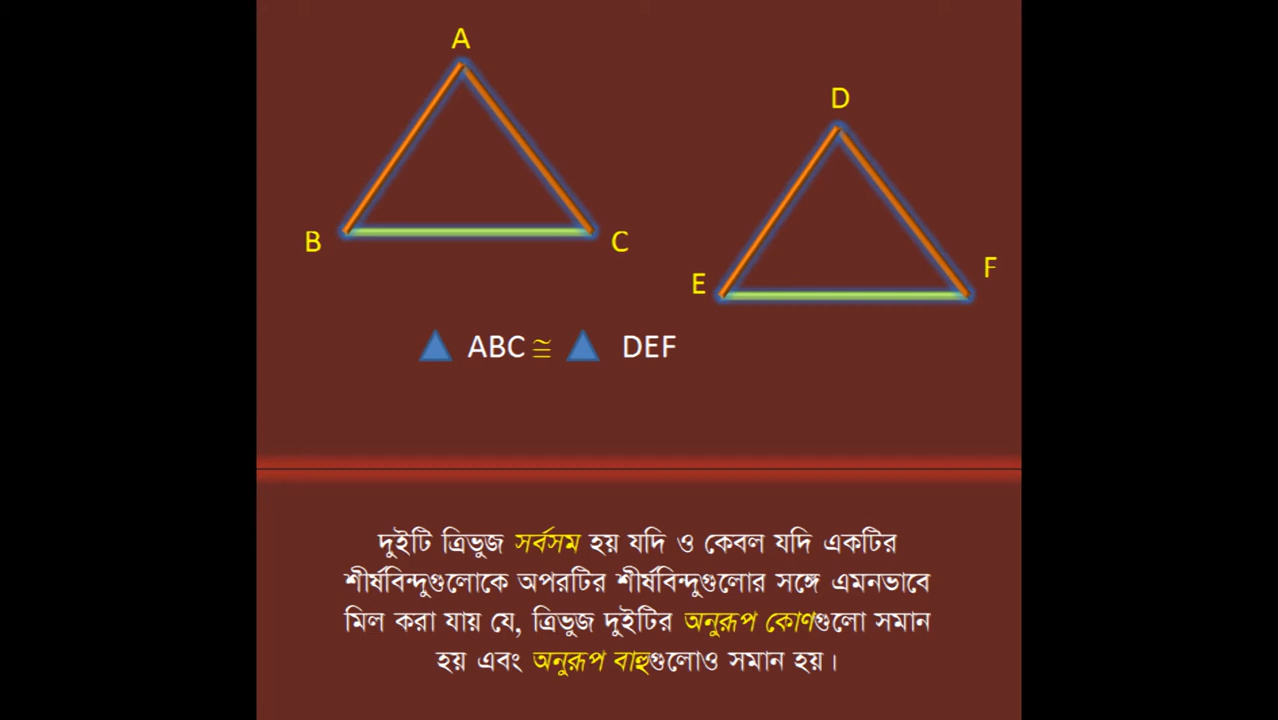 A
D
B
C
E
F
ABC ≅ DEF
দুইটি ত্রিভুজ সর্বসম হয় যদি ও কেবল যদি একটির
শীর্ষবিন্দুগুলোকে অপরটির শীর্ষবিন্দুগুলোর সঙ্গে এমনভাবে
মিল করা যায় যে, ত্রিভুজ দুইটির অনুরূপ কোণগুলো সমান
হয় এবং অনুরূপ বাহুগুলোও সমান হয়।